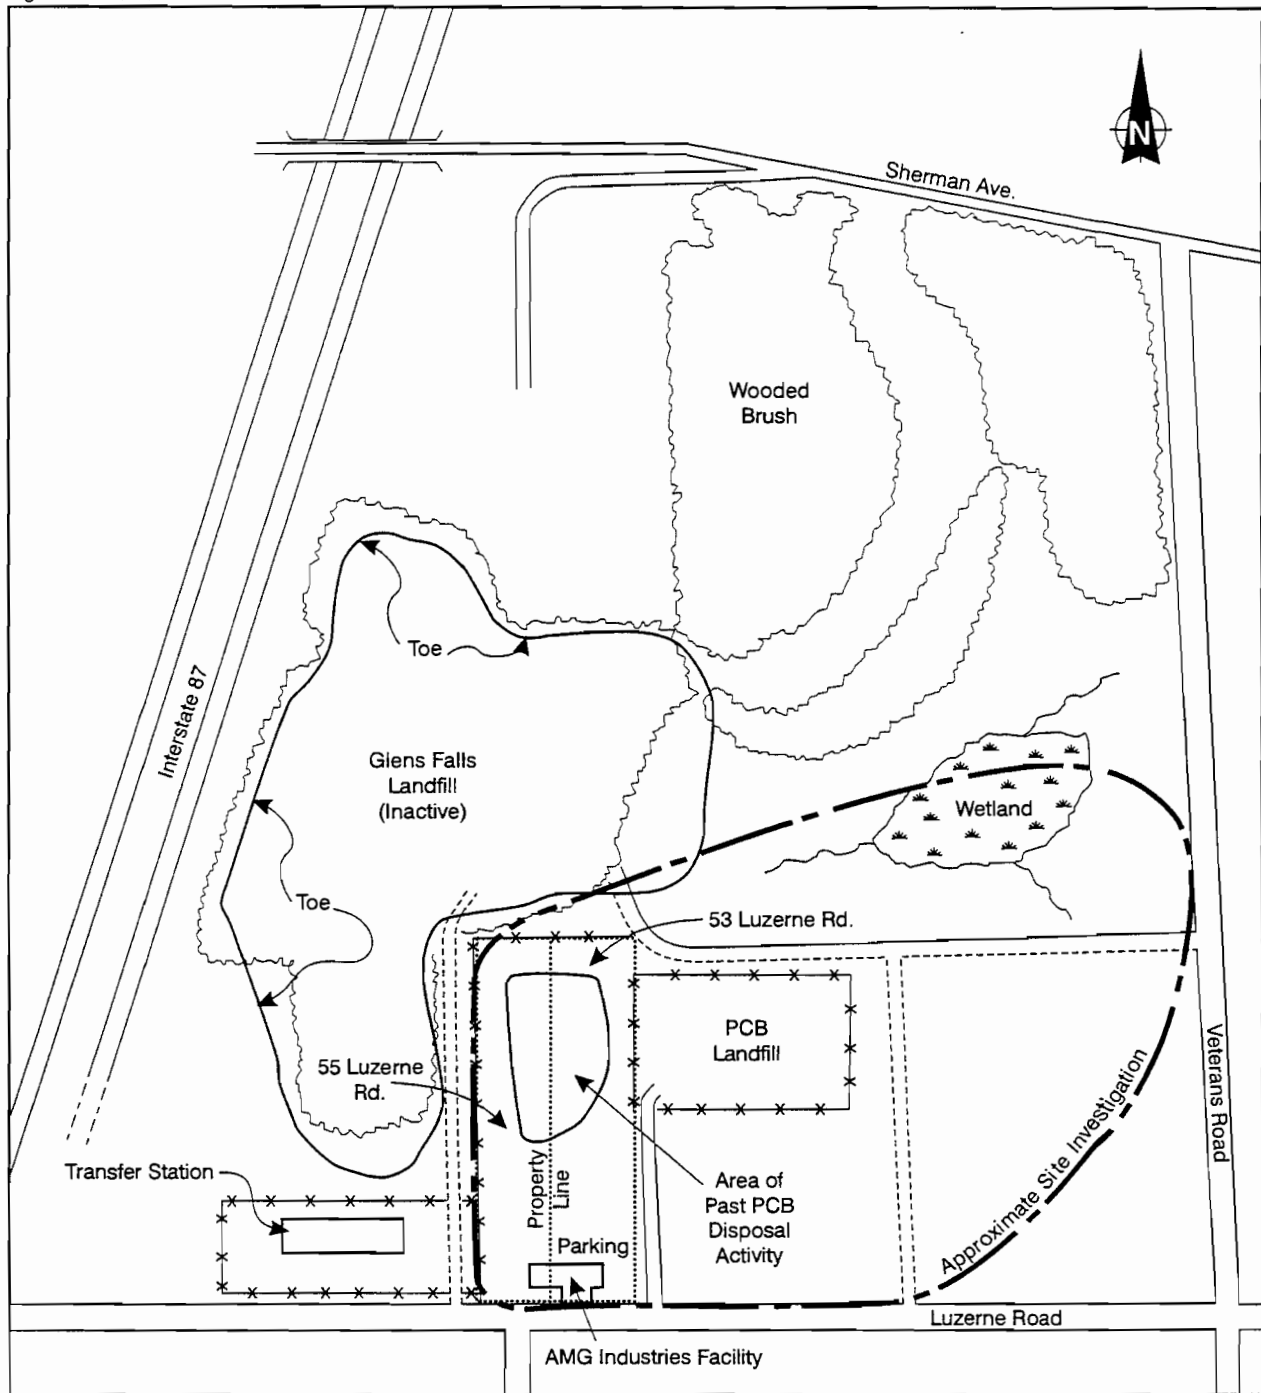 N
Sherman Ave.
Wooded
Brush
Toe
Interstate 87
Glens Falls
Landfill
(Inactive)
Wetland
Toe
53 Luzerne Rd.
PCB
Landfill
55 Luzerne
Rd.
Veterans Road
Approximate Site Investigation
Transfer Station
Property
Line
Area of
Past PCB
Disposal
Activity
Parking
Luzerne Road
AMG Industries Facility